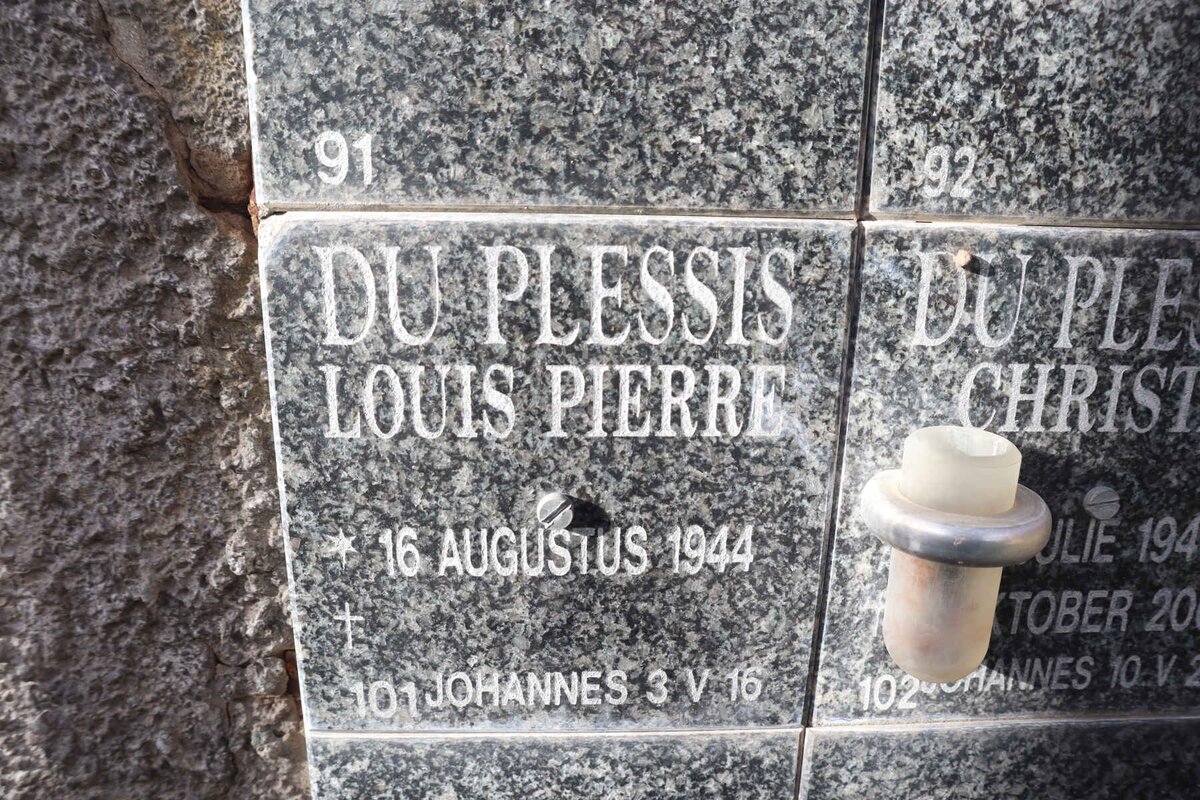 91
92
DU PLESSIS
LOUIS PIERRE
* 16 AUGUSTUS 1944
†
101 JOHANNES 3 V 16
DU PLES
CHRIST
ULIE 194
KTOBER 20
102 JOHANNES 10 V 2